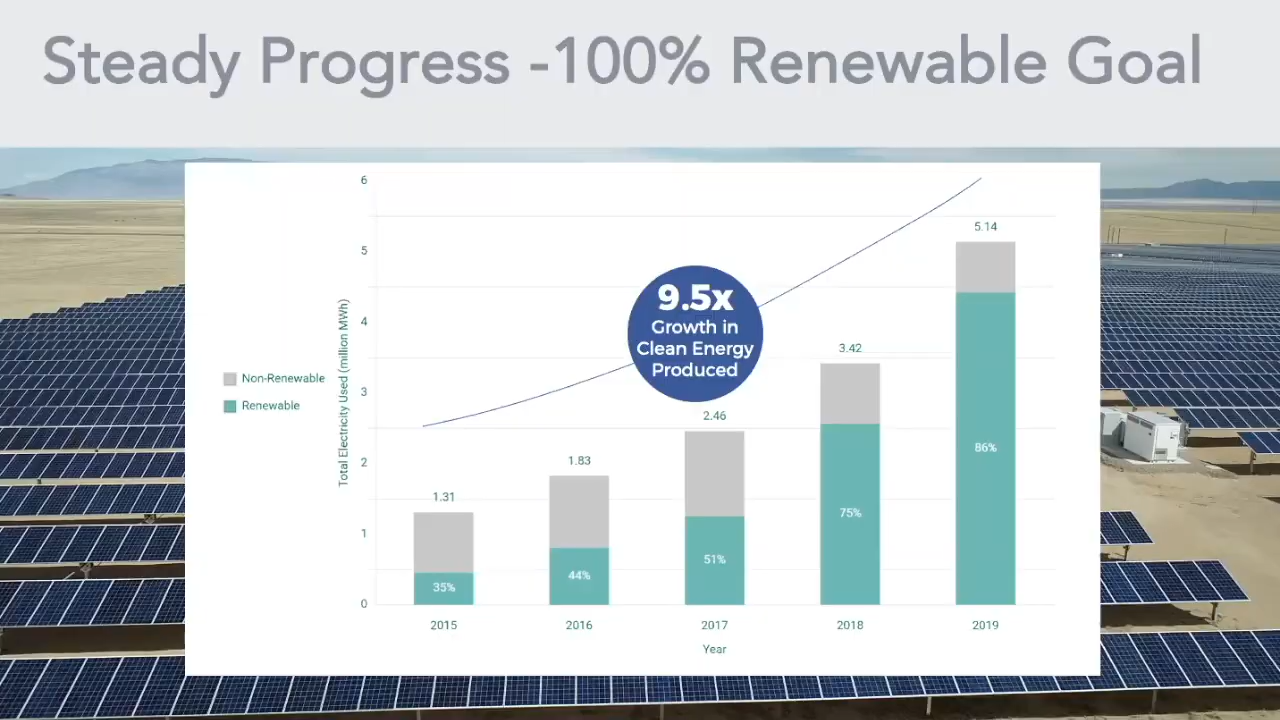 Steady Progress -100% Renewable Goal
6
5
4
3
2
1
0
Total Electricity Used (million MWh)
Non-Renewable
Renewable
9.5x
Growth in
Clean Energy
Produced
1.31
1.83
2.46
3.42
5.14
35%
44%
51%
75%
86%
2015 2016 2017 2018 2019
Year